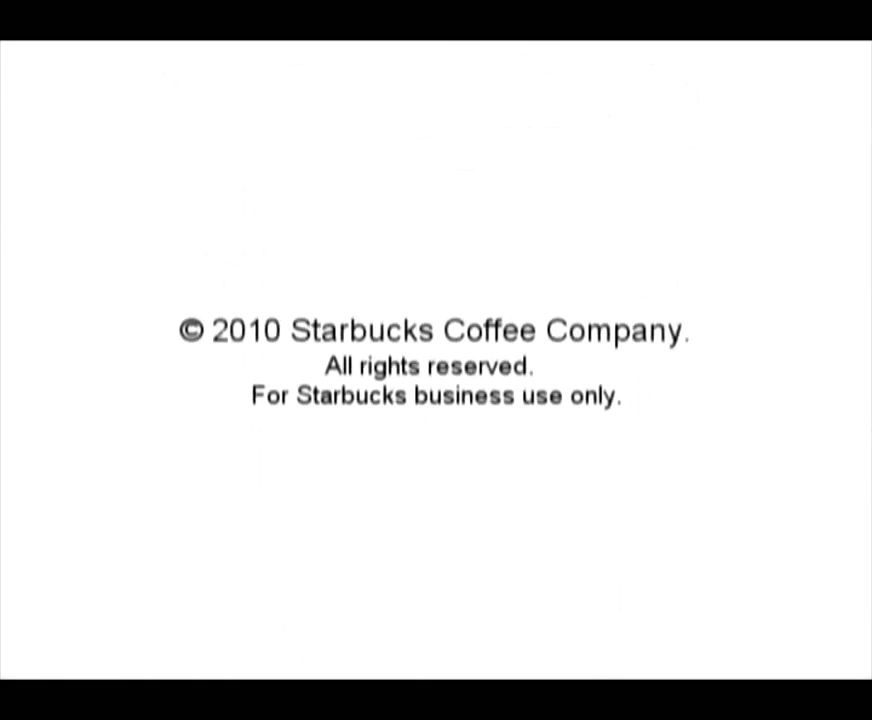 © 2010 Starbucks Coffee Company.
All rights reserved.
For Starbucks business use only.